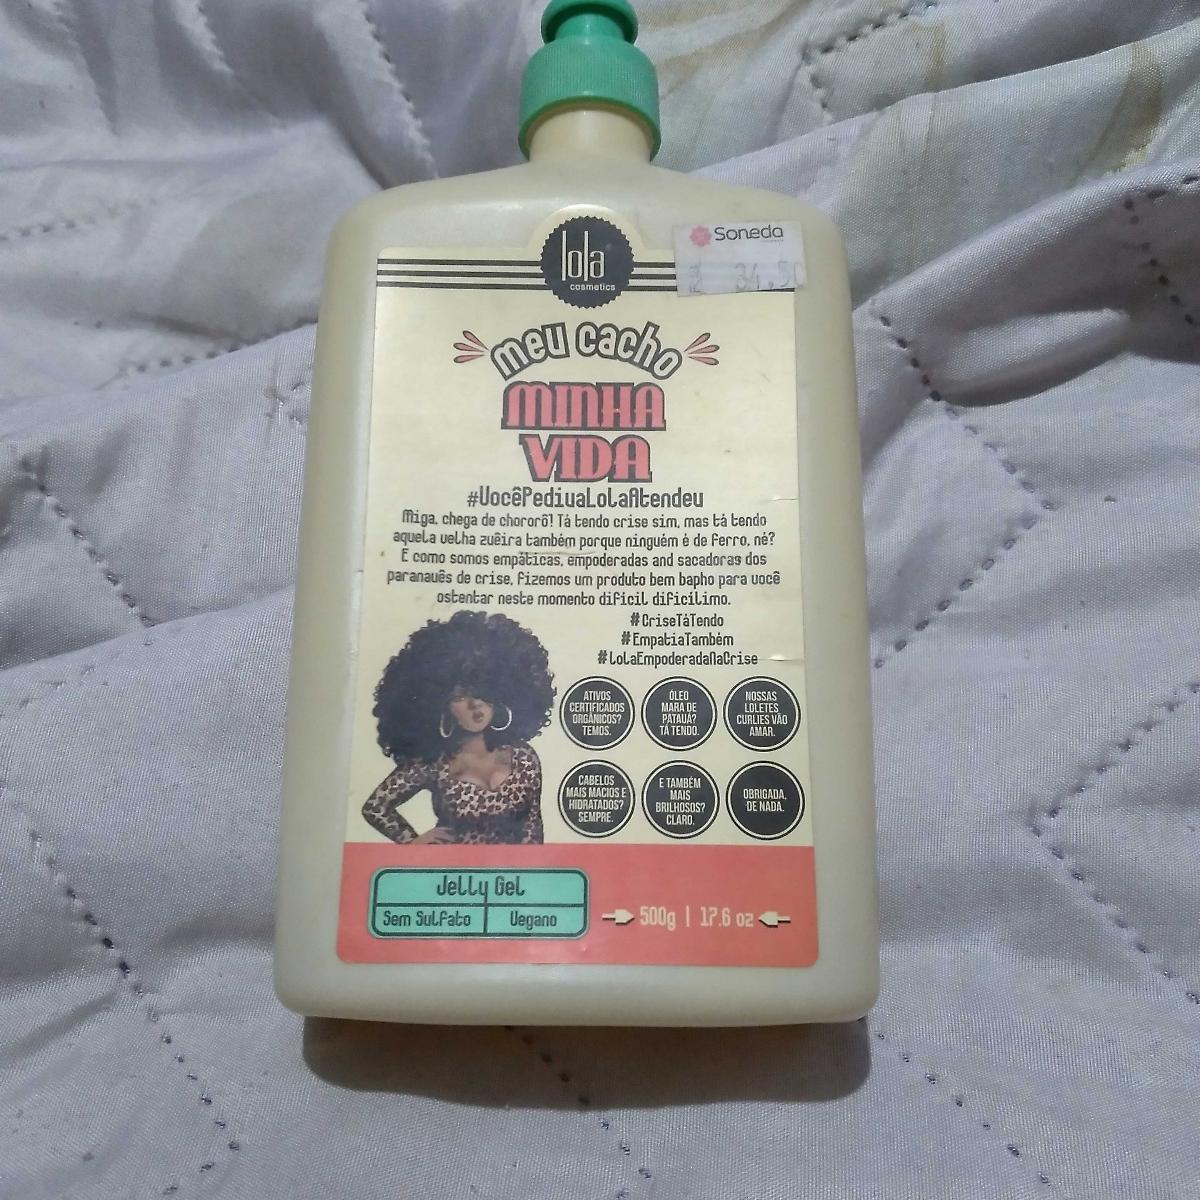 lola
cosmetics
Soneda
34,50
meu cacho
MINHA
VIDA
#VocêPediuaLolaAtendeu
Miga, chega de chororô! Tá tendo crise sim, mas tá tendo
aquela velha zuêira também porque ninguém é de ferro, né?
E como somos empáticas, empoderadas and sacadoras dos
paranauês de crise, fizemos um produto bem bapho para você
ostentar neste momento difícil dificílimo.
#CriseTáTendo
#EmpatiaTambém
#LolaEmpoderadaNaCrise
ATIVOS
CERTIFICADOS
ORGÂNICOS?
TEMOS.
ÓLEO
MARA DE
PATAUÁ?
TÁ TENDO.
NOSSAS
LOLETES
CURLIES VÃO
AMAR.
CABELOS
MAIS MACIOS E
HIDRATADOS?
SEMPRE.
E TAMBÉM
MAIS
BRILHOSOS?
CLARO.
OBRIGADA,
DE NADA.
Jelly Gel
Sem Sulfato Vegano
500g | 17.6 oz